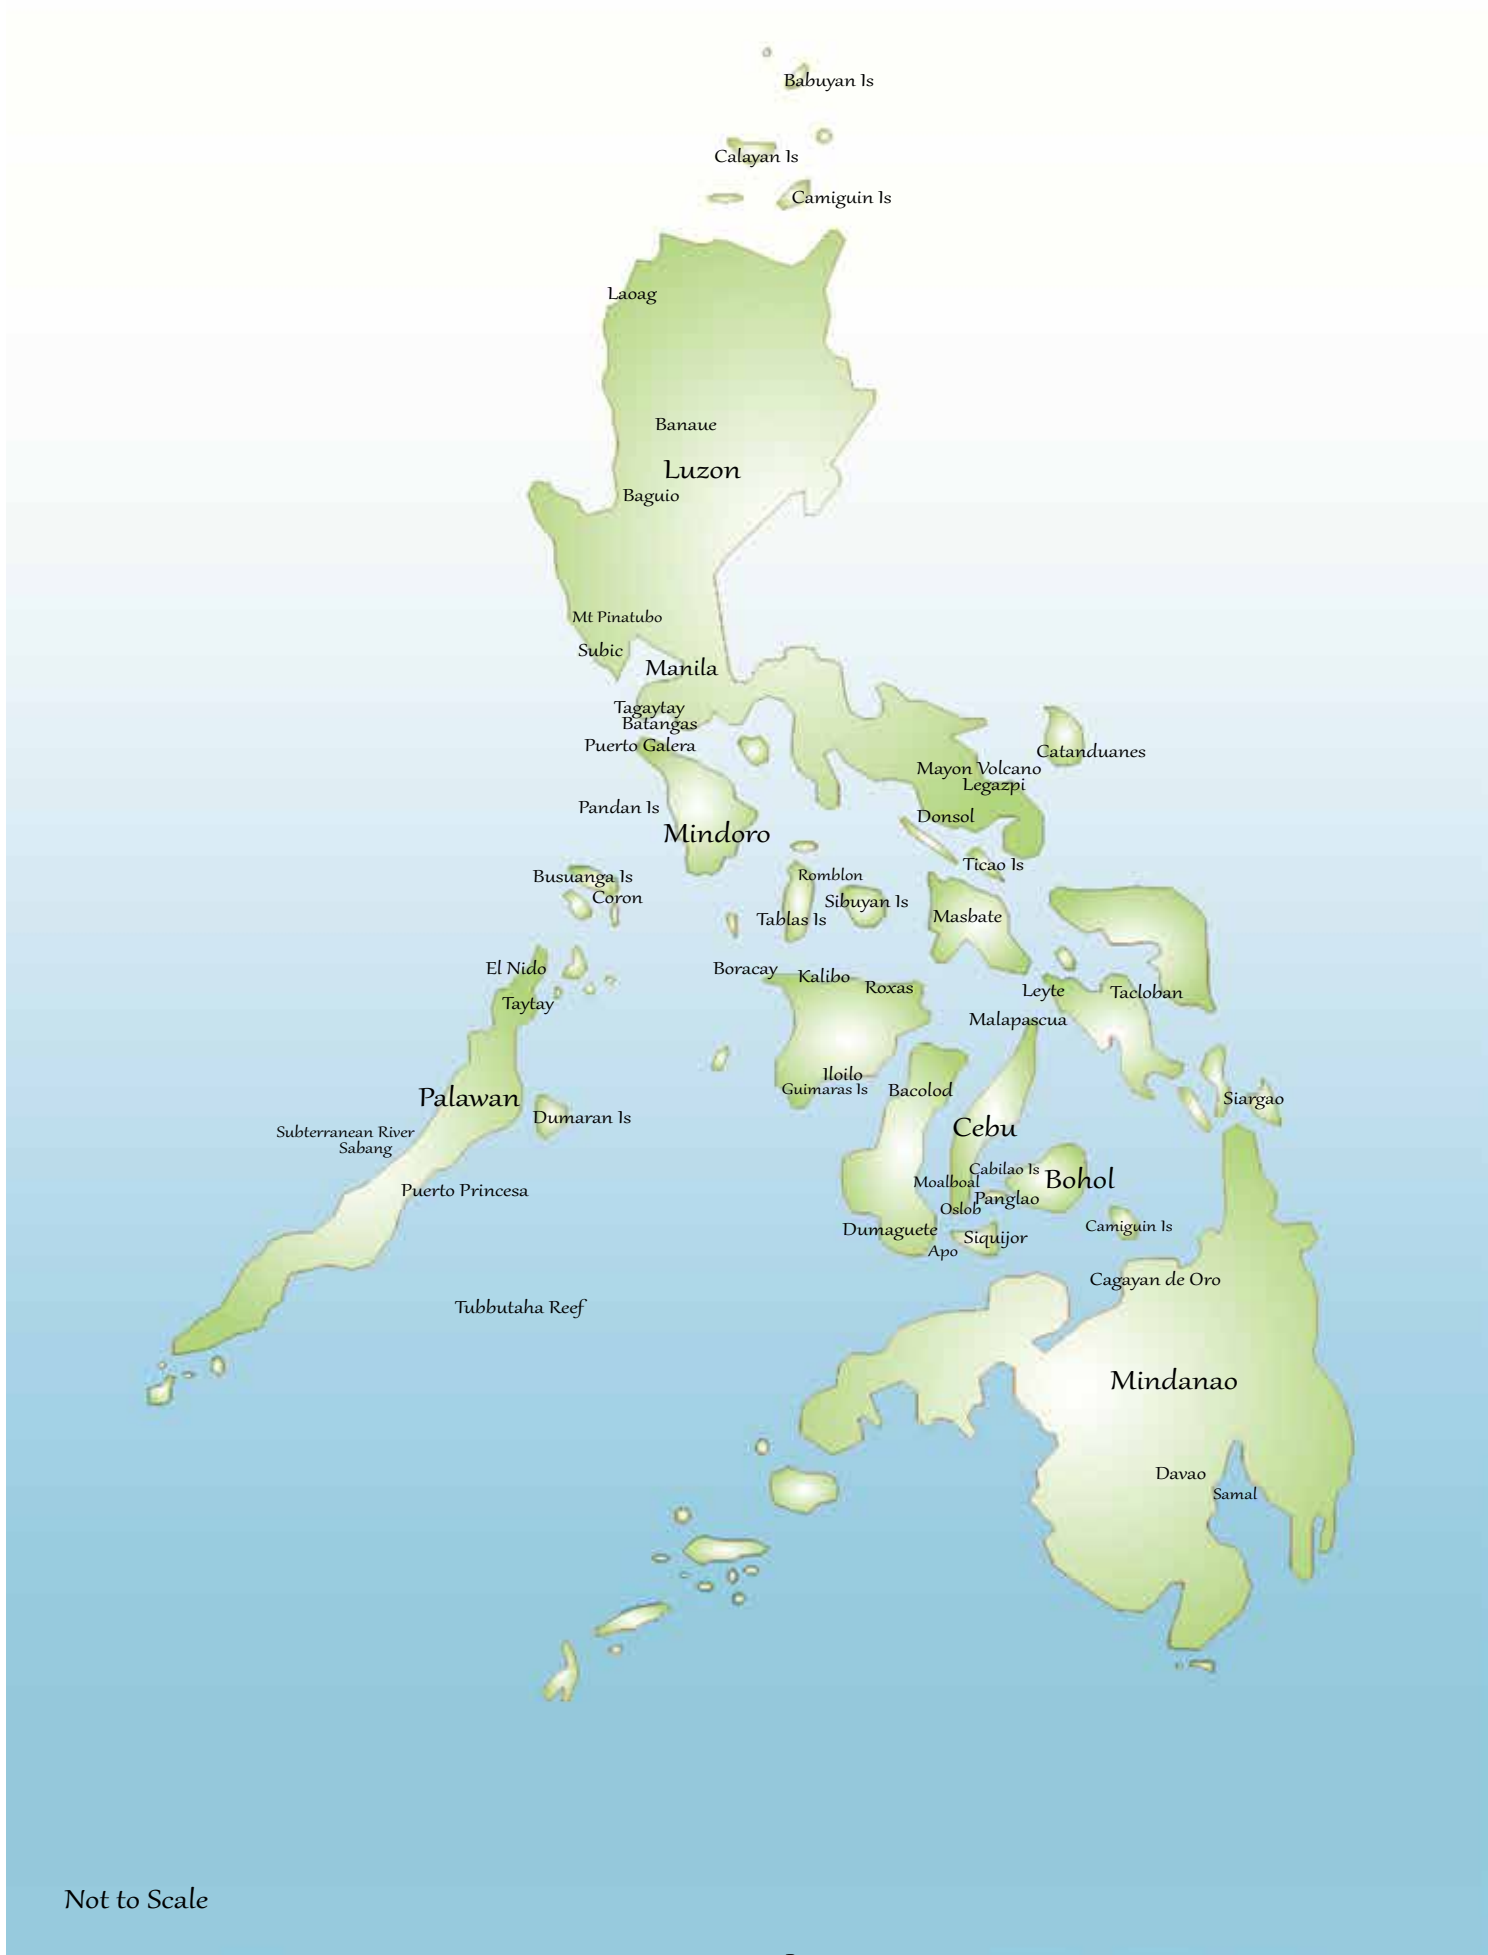 Babuyan Is
Calayan Is
Camiguin Is
Laoag
Banaue
Luzon
Baguio
Mt Pinatubo
Subic
Manila
Tagaytay
Batangas
Puerto Galera
Catanduanes
Mayon Volcano
Legazpi
Pandan Is
Donsol
Mindoro
Ticao Is
Busuanga Is
Romblon
Coron
Sibuyan Is
Tablas Is
Masbate
El Nido
Boracay
Kalibo
Roxas
Leyte
Tacloban
Taytay
Malapascua
Iloilo
Guimaras Is
Bacolod
Palawan
Siargao
Dumaran Is
Cebu
Subterranean River
Sabang
Cabilao Is
Bohol
Moalboal
Puerto Princesa
Panglao
Oslob
Dumaguete
Camiguin Is
Siquijor
Apo
Cagayan de Oro
Tubbutaha Reef
Mindanao
Davao
Samal
Not to Scale